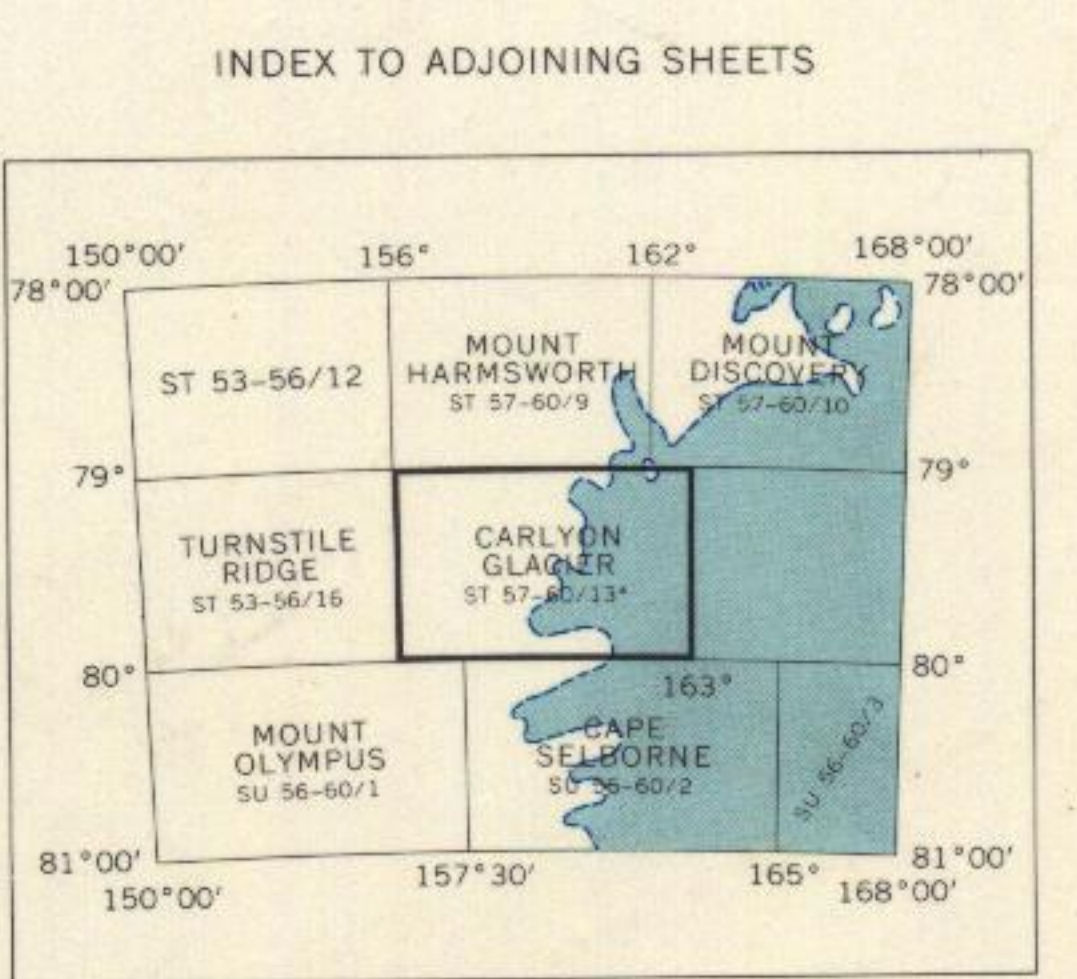 INDEX TO ADJOINING SHEETS
150°00′ 156° 162° 168°00′
78°00′ 78°00′
MOUNT
HARMSWORTH
ST 57-60/9
MOUNT
DISCOVERY
ST 57-60/10
ST 53-56/12
79° 79°
TURNSTILE
RIDGE
ST 53-56/16
CARLYON
GLACIER
ST 57-60/13*
80° 80°
163°
MOUNT
OLYMPUS
SU 56-60/1
CAPE
SELBORNE
SU 56-60/2
SU 56-60/3
81°00′ 81°00′
150°00′ 157°30′ 165° 168°00′